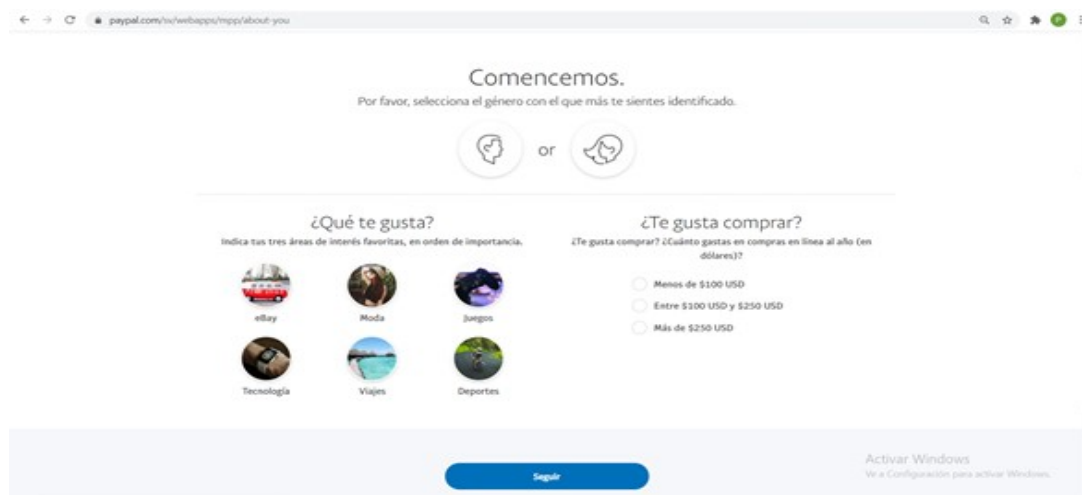 paypal.com/sv/webapps/mpp/about-you
P
Comencemos.
Por favor, selecciona el género con el que más te sientes identificado.
or
¿Qué te gusta?
Indica tus tres áreas de interés favoritas, en orden de importancia.
eBay
Moda
Juegos
Tecnología
Viajes
Deportes
¿Te gusta comprar?
¿Te gusta comprar? ¿Cuánto gastas en compras en línea al año (en
dólares)?
Menos de $100 USD
Entre $100 USD y $250 USD
Más de $250 USD
Seguir
Activar Windows
Ve a Configuración para activar Windows.